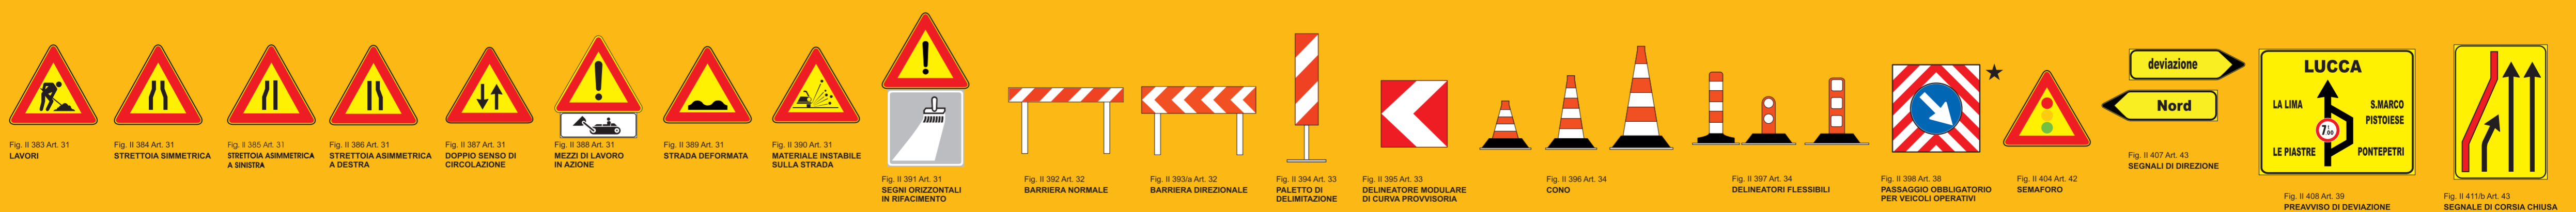 Fig. II 383 Art. 31
LAVORI
Fig. II 384 Art. 31
STRETTOIA SIMMETRICA
Fig. II 385 Art. 31
STRETTOIA ASIMMETRICA
A SINISTRA
Fig. II 386 Art. 31
STRETTOIA ASIMMETRICA
A DESTRA
Fig. II 387 Art. 31
DOPPIO SENSO DI
CIRCOLAZIONE
Fig. II 388 Art. 31
MEZZI DI LAVORO
IN AZIONE
Fig. II 389 Art. 31
STRADA DEFORMATA
Fig. II 390 Art. 31
MATERIALE INSTABILE
SULLA STRADA
Fig. II 391 Art. 31
SEGNI ORIZZONTALI
IN RIFACIMENTO
Fig. II 392 Art. 32
BARRIERA NORMALE
Fig. II 393/a Art. 32
BARRIERA DIREZIONALE
Fig. II 394 Art. 33
PALETTO DI
DELIMITAZIONE
Fig. II 395 Art. 33
DELINEATORE MODULARE
DI CURVA PROVVISORIA
Fig. II 396 Art. 34
CONO
Fig. II 397 Art. 34
DELINEATORI FLESSIBILI
Fig. II 398 Art. 38
PASSAGGIO OBBLIGATORIO
PER VEICOLI OPERATIVI
Fig. II 404 Art. 42
SEMAFORO
deviazione
Nord
Fig. II 407 Art. 43
SEGNALI DI DIREZIONE
LUCCA
LA LIMA
S.MARCO
PISTOIESE
LE PIASTRE
PONTEPETRI
Fig. II 408 Art. 39
PREAVVISO DI DEVIAZIONE
Fig. II 411/b Art. 43
SEGNALE DI CORSIA CHIUSA